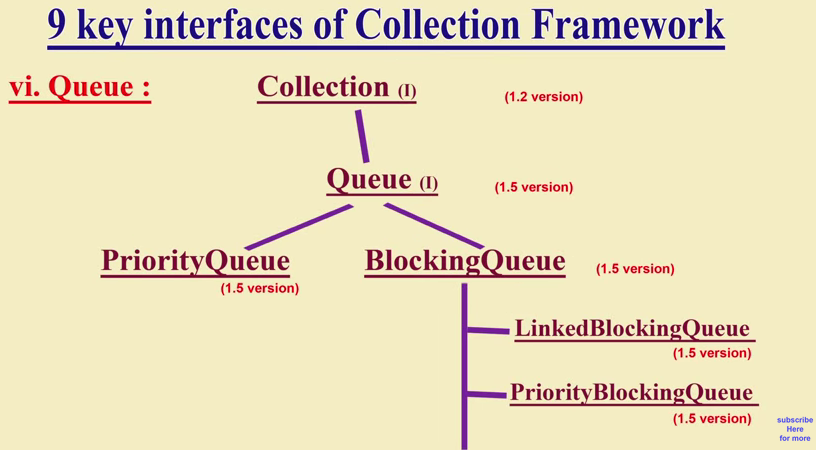 9 key interfaces of Collection Framework
vi. Queue :
Collection (I)
(1.2 version)
Queue (I)
(1.5 version)
PriorityQueue
(1.5 version)
BlockingQueue
(1.5 version)
LinkedBlockingQueue
(1.5 version)
PriorityBlockingQueue
(1.5 version)
subscribe
Here
for more